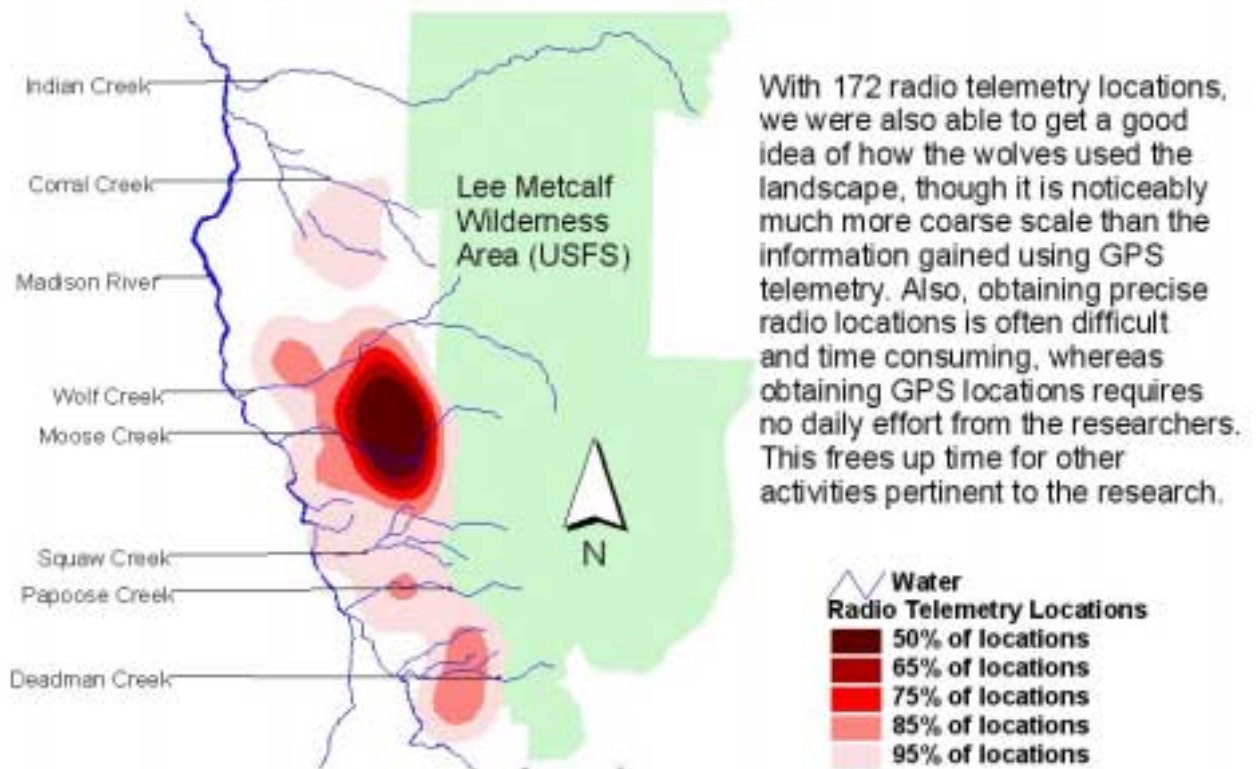 Indian Creek
Corral Creek
Madison River
Wolf Creek
Moose Creek
Squaw Creek
Papoose Creek
Deadman Creek
Lee Metcalf
Wilderness
Area (USFS)
N
With 172 radio telemetry locations,
we were also able to get a good
idea of how the wolves used the
landscape, though it is noticeably
much more coarse scale than the
information gained using GPS
telemetry. Also, obtaining precise
radio locations is often difficult
and time consuming, whereas
obtaining GPS locations requires
no daily effort from the researchers.
This frees up time for other
activities pertinent to the research.
Water
Radio Telemetry Locations
50% of locations
65% of locations
75% of locations
85% of locations
95% of locations